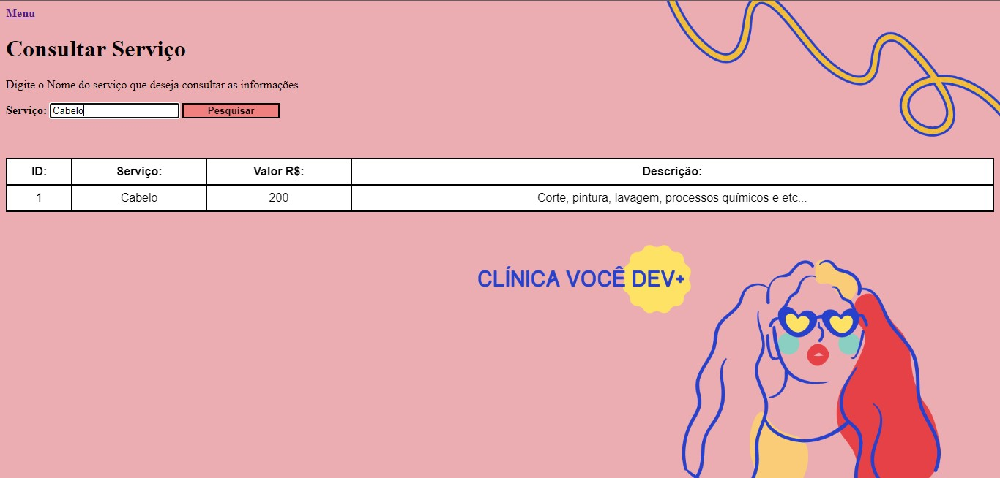 Menu
Consultar Serviço
Digite o Nome do serviço que deseja consultar as informações
Serviço: Cabelo Pesquisar
ID: Serviço: Valor R$: Descrição:
1 Cabelo 200 Corte, pintura, lavagem, processos químicos e etc...
CLÍNICA VOCÊ DEV+